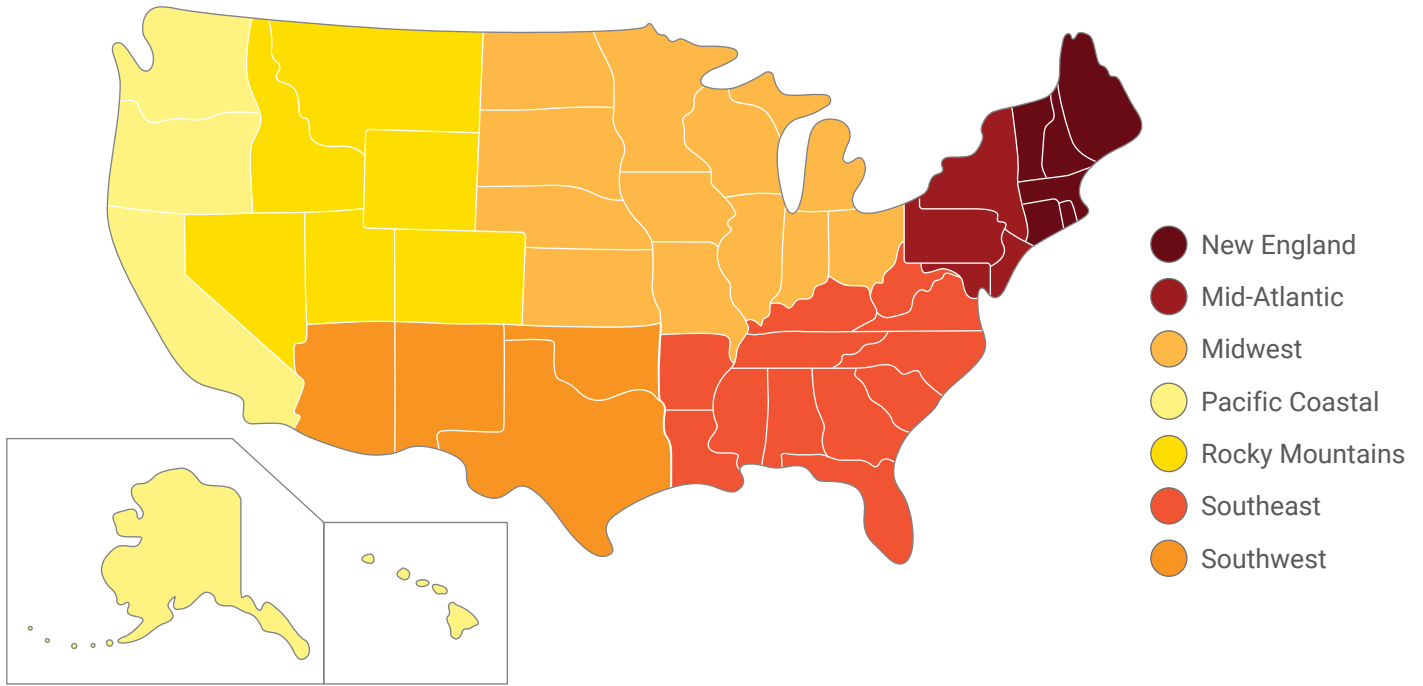 New England
Mid-Atlantic
Midwest
Pacific Coastal
Rocky Mountains
Southeast
Southwest